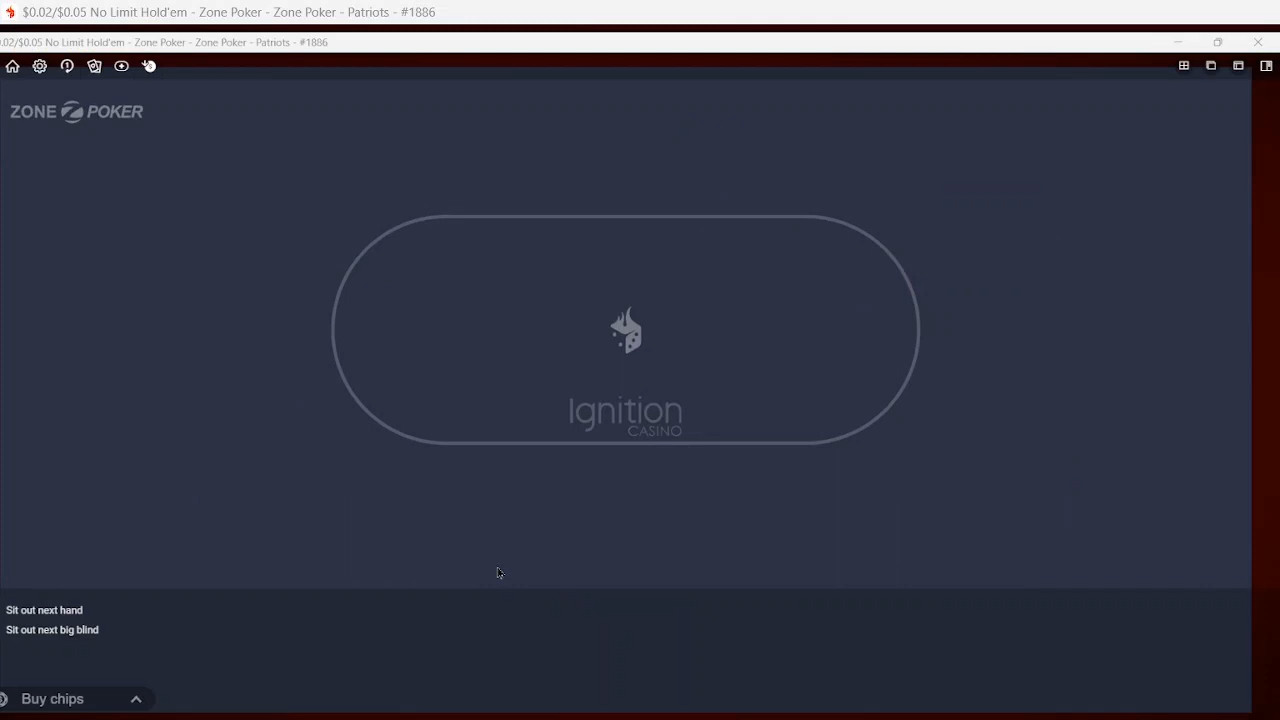 $0.02/$0.05 No Limit Hold'em - Zone Poker - Zone Poker - Patriots - #1886
.02/$0.05 No Limit Hold'em - Zone Poker - Zone Poker - Patriots - #1886
ZONE POKER
Ignition
CASINO
Sit out next hand
Sit out next big blind
Buy chips